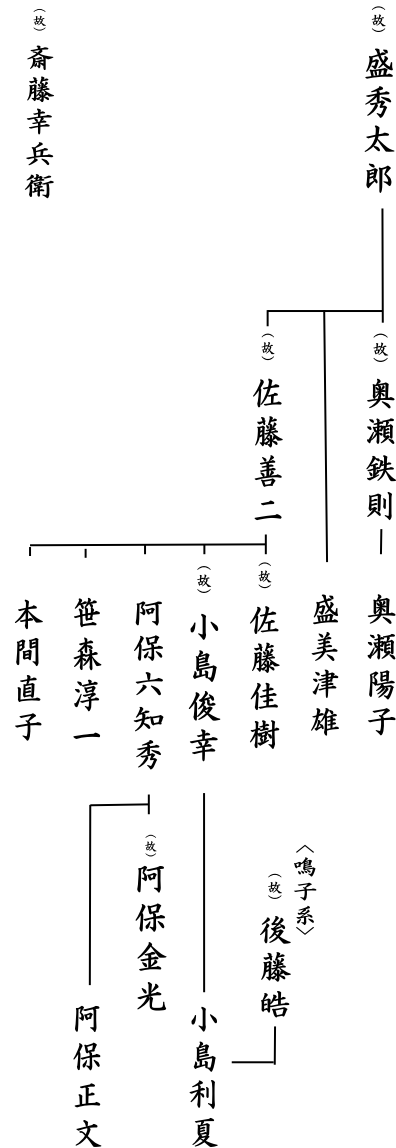 （故）盛秀太郎
（故）斎藤幸兵衛
（故）奥瀬鉄則
（故）佐藤善二
奥瀬陽子
盛美津雄
（故）佐藤佳樹
（故）小島俊幸
阿保六知秀
笹森淳一
本間直子
〈鳴子系〉
（故）後藤皓
（故）阿保金光
小島利夏
阿保正文